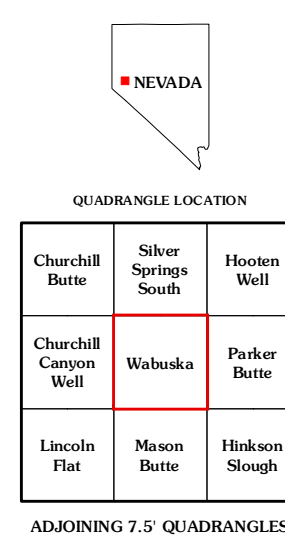 NEVADA
QUADRANGLE LOCATION
Churchill
Butte
Silver
Springs
South
Hooten
Well
Churchill
Canyon
Well
Wabuska
Parker
Butte
Lincoln
Flat
Mason
Butte
Hinkson
Slough
ADJOINING 7.5' QUADRANGLES